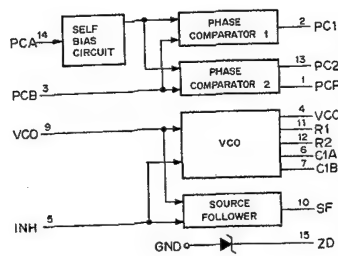 SELF
BIAS
CIRCUIT
PCA 14
PHASE
COMPARATOR 1
2 PC1
PCB 3
PHASE
COMPARATOR 2
13 PC2
1 PCP
VCO 9
VCO
4 VCO
11 R1
12 R2
6 C1A
7 C1B
INH 5
SOURCE
FOLLOWER
10 SF
GND
15 ZD